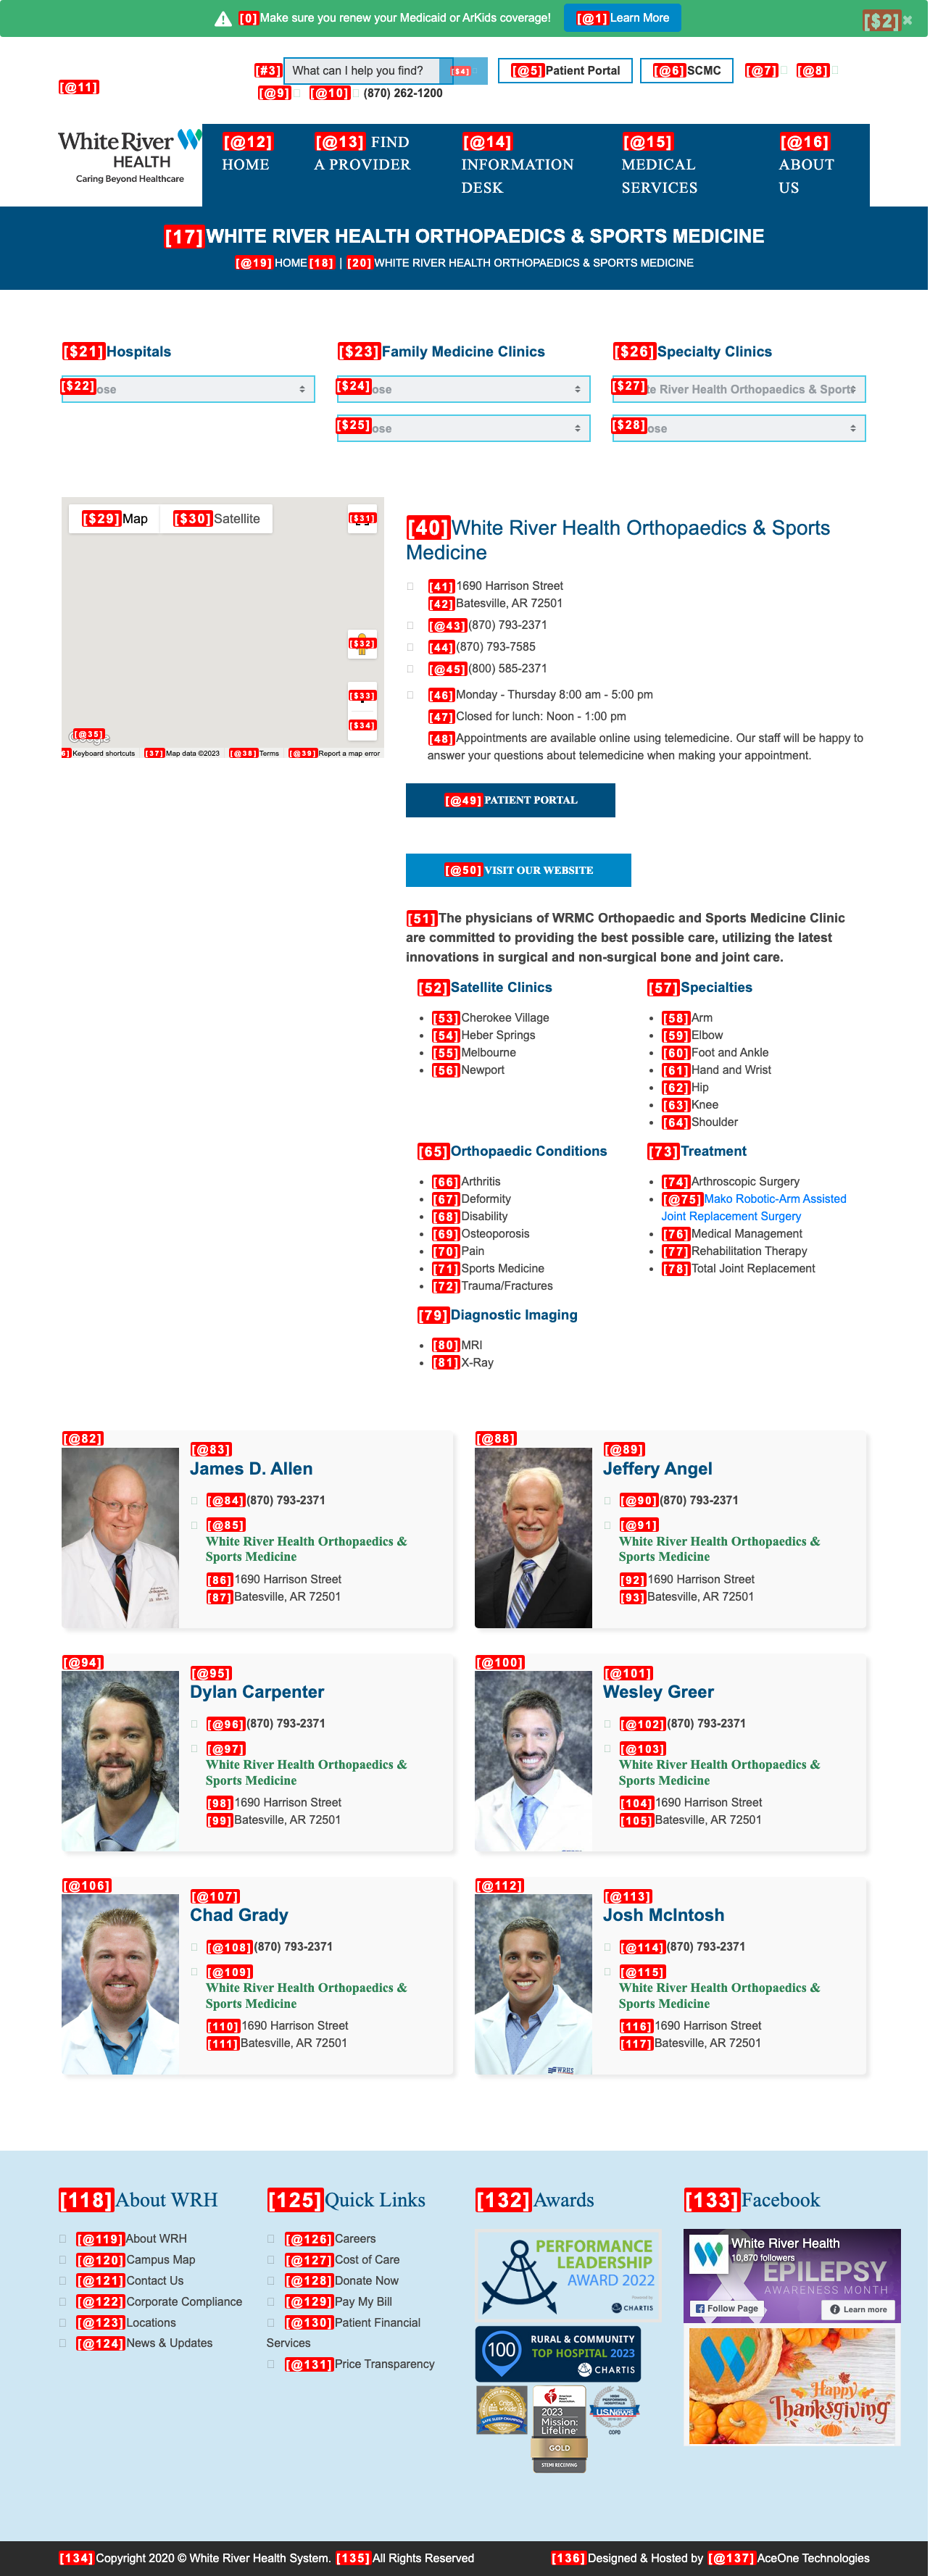 [0] Make sure you renew your Medicaid or ArKids coverage! [@1] Learn More [$2] ×
[#3] What can I help you find? [$4] [@5] Patient Portal [@6] SCMC [@7] [@8]
[@9] [@10] (870) 262-1200
[@11]
White River
HEALTH
Caring Beyond Healthcare
[@12] HOME
[@13] FIND A PROVIDER
[@14] INFORMATION DESK
[@15] MEDICAL SERVICES
[@16] ABOUT US
[17] WHITE RIVER HEALTH ORTHOPAEDICS & SPORTS MEDICINE
[@19] HOME [18] | [20] WHITE RIVER HEALTH ORTHOPAEDICS & SPORTS MEDICINE
[$21] Hospitals
[$22] ose
[$23] Family Medicine Clinics
[$24] ose
[$25] ose
[$26] Specialty Clinics
[$27] te River Health Orthopaedics & Sports
[$28] ose
[$29] Map [$30] Satellite [$31]
[$32]
[$33]
[$34]
[@35] Google
6] Keyboard shortcuts [37] Map data ©2023 [@38] Terms [@39] Report a map error
[40] White River Health Orthopaedics & Sports
Medicine
[41] 1690 Harrison Street
[42] Batesville, AR 72501
[@43] (870) 793-2371
[44] (870) 793-7585
[@45] (800) 585-2371
[46] Monday - Thursday 8:00 am - 5:00 pm
[47] Closed for lunch: Noon - 1:00 pm
[48] Appointments are available online using telemedicine. Our staff will be happy to
answer your questions about telemedicine when making your appointment.
[@49] PATIENT PORTAL
[@50] VISIT OUR WEBSITE
[51] The physicians of WRMC Orthopaedic and Sports Medicine Clinic
are committed to providing the best possible care, utilizing the latest
innovations in surgical and non-surgical bone and joint care.
[52] Satellite Clinics
[53] Cherokee Village
[54] Heber Springs
[55] Melbourne
[56] Newport
[57] Specialties
[58] Arm
[59] Elbow
[60] Foot and Ankle
[61] Hand and Wrist
[62] Hip
[63] Knee
[64] Shoulder
[65] Orthopaedic Conditions
[66] Arthritis
[67] Deformity
[68] Disability
[69] Osteoporosis
[70] Pain
[71] Sports Medicine
[72] Trauma/Fractures
[73] Treatment
[74] Arthroscopic Surgery
[@75] Mako Robotic-Arm Assisted
Joint Replacement Surgery
[76] Medical Management
[77] Rehabilitation Therapy
[78] Total Joint Replacement
[79] Diagnostic Imaging
[80] MRI
[81] X-Ray
[@82]
[@83]
James D. Allen
[@84] (870) 793-2371
[@85]
White River Health Orthopaedics &
Sports Medicine
[86] 1690 Harrison Street
[87] Batesville, AR 72501
[@88]
[@89]
Jeffery Angel
[@90] (870) 793-2371
[@91]
White River Health Orthopaedics &
Sports Medicine
[92] 1690 Harrison Street
[93] Batesville, AR 72501
[@94]
[@95]
Dylan Carpenter
[@96] (870) 793-2371
[@97]
White River Health Orthopaedics &
Sports Medicine
[98] 1690 Harrison Street
[99] Batesville, AR 72501
[@100]
[@101]
Wesley Greer
[@102] (870) 793-2371
[@103]
White River Health Orthopaedics &
Sports Medicine
[104] 1690 Harrison Street
[105] Batesville, AR 72501
[@106]
[@107]
Chad Grady
[@108] (870) 793-2371
[@109]
White River Health Orthopaedics &
Sports Medicine
[110] 1690 Harrison Street
[111] Batesville, AR 72501
[@112]
[@113]
Josh McIntosh
[@114] (870) 793-2371
[@115]
White River Health Orthopaedics &
Sports Medicine
[116] 1690 Harrison Street
[117] Batesville, AR 72501
WRHS
[118] About WRH
[@119] About WRH
[@120] Campus Map
[@121] Contact Us
[@122] Corporate Compliance
[@123] Locations
[@124] News & Updates
[125] Quick Links
[@126] Careers
[@127] Cost of Care
[@128] Donate Now
[@129] Pay My Bill
[@130] Patient Financial
Services
[@131] Price Transparency
[132] Awards
PERFORMANCE
LEADERSHIP
AWARD 2022
CHARTIS
100 RURAL & COMMUNITY
TOP HOSPITAL 2023
CHARTIS
2023
Mission:
Lifeline
GOLD
STEMI RECEIVING
U.S.News
COPD
[133] Facebook
White River Health
10,870 followers
EPILEPSY
AWARENESS MONTH
Follow Page
Learn more
Happy
Thanksgiving
[134] Copyright 2020 © White River Health System. [135] All Rights Reserved
[136] Designed & Hosted by [@137] AceOne Technologies